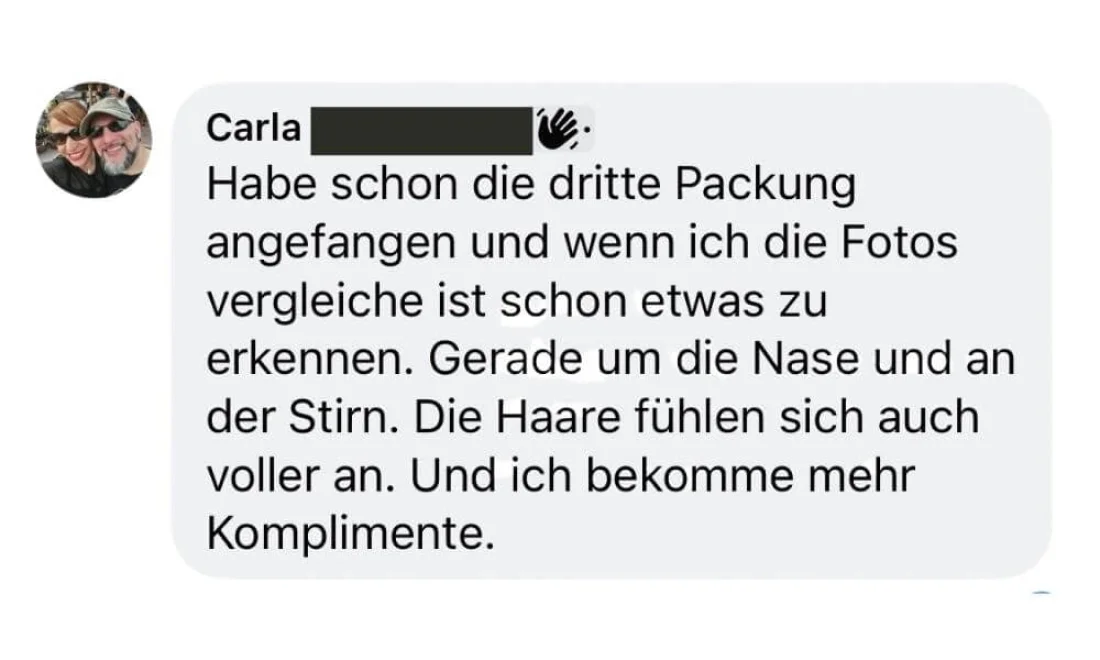 Carla
Habe schon die dritte Packung
angefangen und wenn ich die Fotos
vergleiche ist schon etwas zu
erkennen. Gerade um die Nase und an
der Stirn. Die Haare fühlen sich auch
voller an. Und ich bekomme mehr
Komplimente.